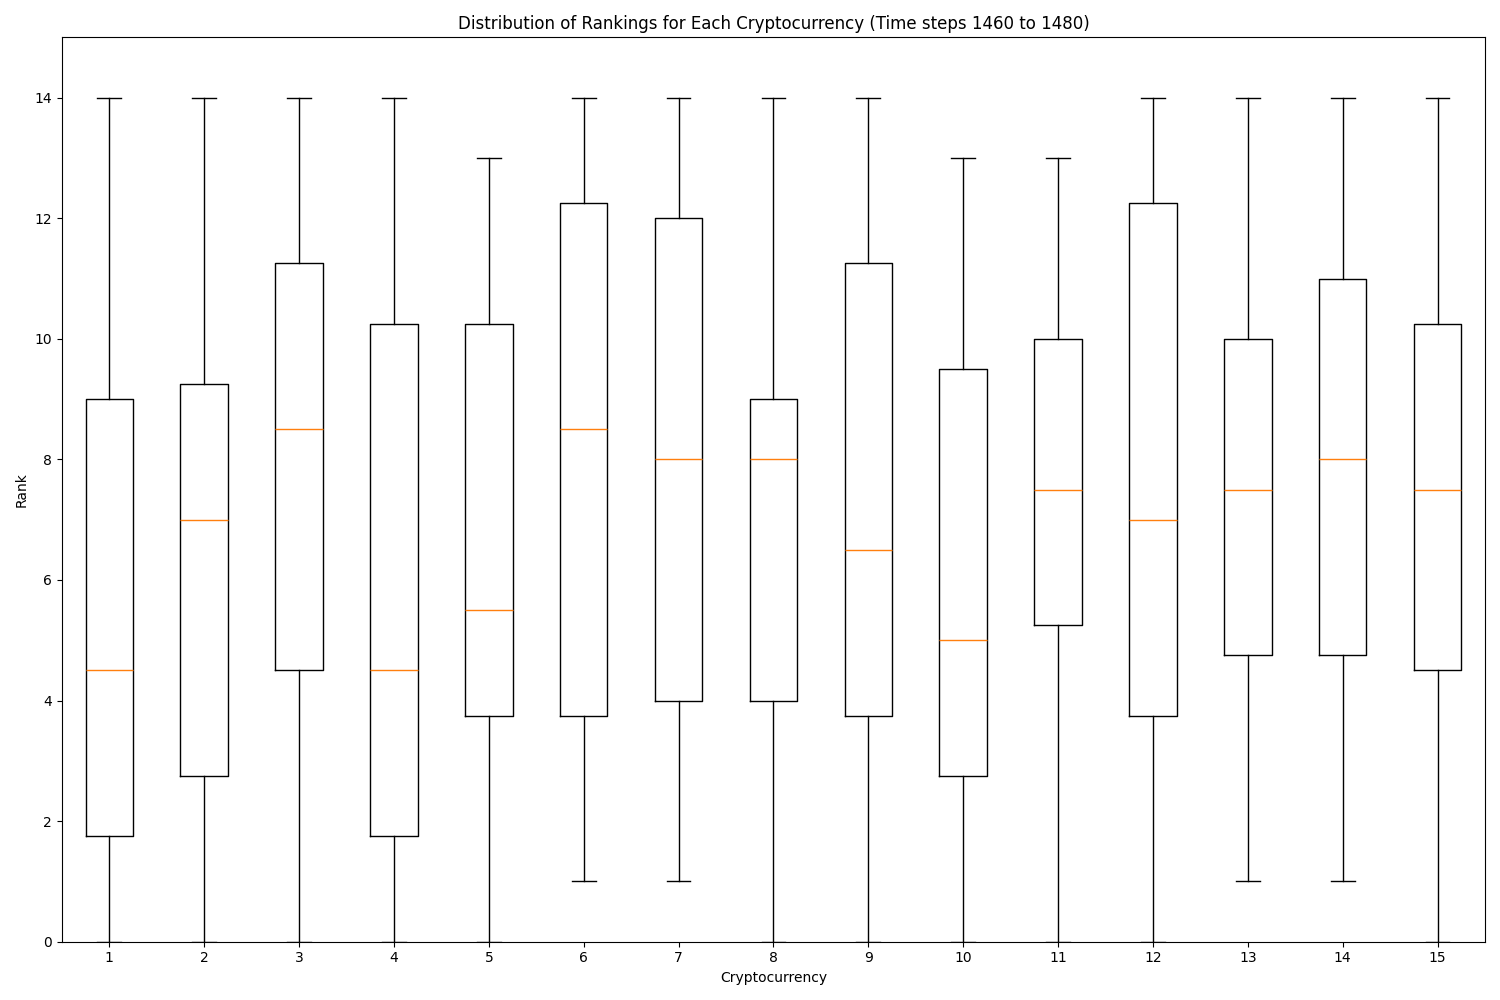 Distribution of Rankings for Each Cryptocurrency (Time steps 1460 to 1480)
Rank
14
12
10
8
6
4
2
0
1 2 3 4 5 6 7 8 9 10 11 12 13 14 15
Cryptocurrency